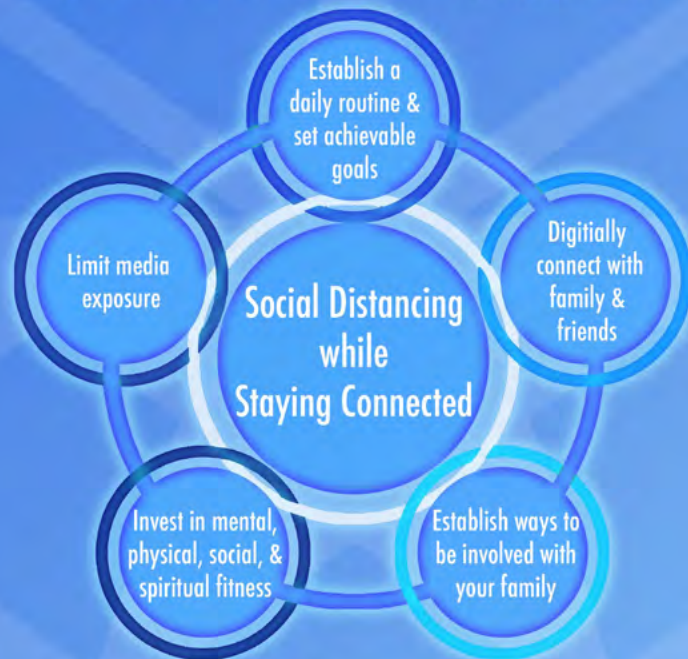 Establish a
daily routine &
set achievable
goals
Digitially
connect with
family &
friends
Establish ways to
be involved with
your family
Invest in mental,
physical, social, &
spiritual fitness
Limit media
exposure
Social Distancing
while
Staying Connected